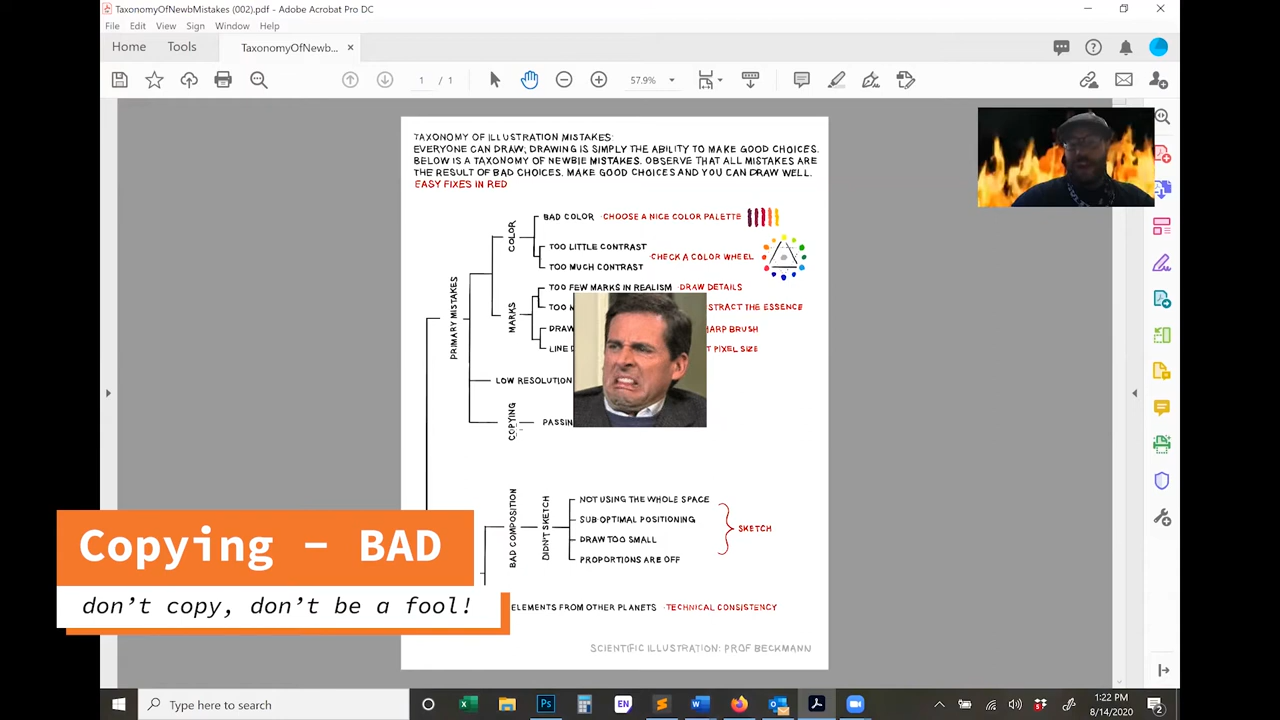 TaxonomyOfNewbMistakes (002).pdf - Adobe Acrobat Pro DC
File Edit View Sign Window Help
Home Tools TaxonomyOfNewb... ×
1 / 1 57.9%
TAXONOMY OF ILLUSTRATION MISTAKES:
EVERYONE CAN DRAW; DRAWING IS SIMPLY THE ABILITY TO MAKE GOOD CHOICES.
BELOW IS A TAXONOMY OF NEWBIE MISTAKES. OBSERVE THAT ALL MISTAKES ARE
THE RESULT OF BAD CHOICES. MAKE GOOD CHOICES AND YOU CAN DRAW WELL.
EASY FIXES IN RED
PRIMARY MISTAKES
COLOR
BAD COLOR · CHOOSE A NICE COLOR PALETTE
TOO LITTLE CONTRAST
· CHECK A COLOR WHEEL
TOO MUCH CONTRAST
MARKS
TOO FEW MARKS IN REALISM · DRAW DETAILS
STRACT THE ESSENCE
DRAW
LINE
LOW RESOLUTION
COPYING
PIXEL SIZE
BAD COMPOSITION
DIDN'T SKETCH
NOT USING THE WHOLE SPACE
SUB OPTIMAL POSITIONING
DRAW TOO SMALL
PROPORTIONS ARE OFF
SKETCH
ELEMENTS FROM OTHER PLANETS · TECHNICAL CONSISTENCY
SCIENTIFIC ILLUSTRATION: PROF BECKMANN
Copying - BAD
don't copy, don't be a fool!
Type here to search
EN
1:22 PM
8/14/2020
2